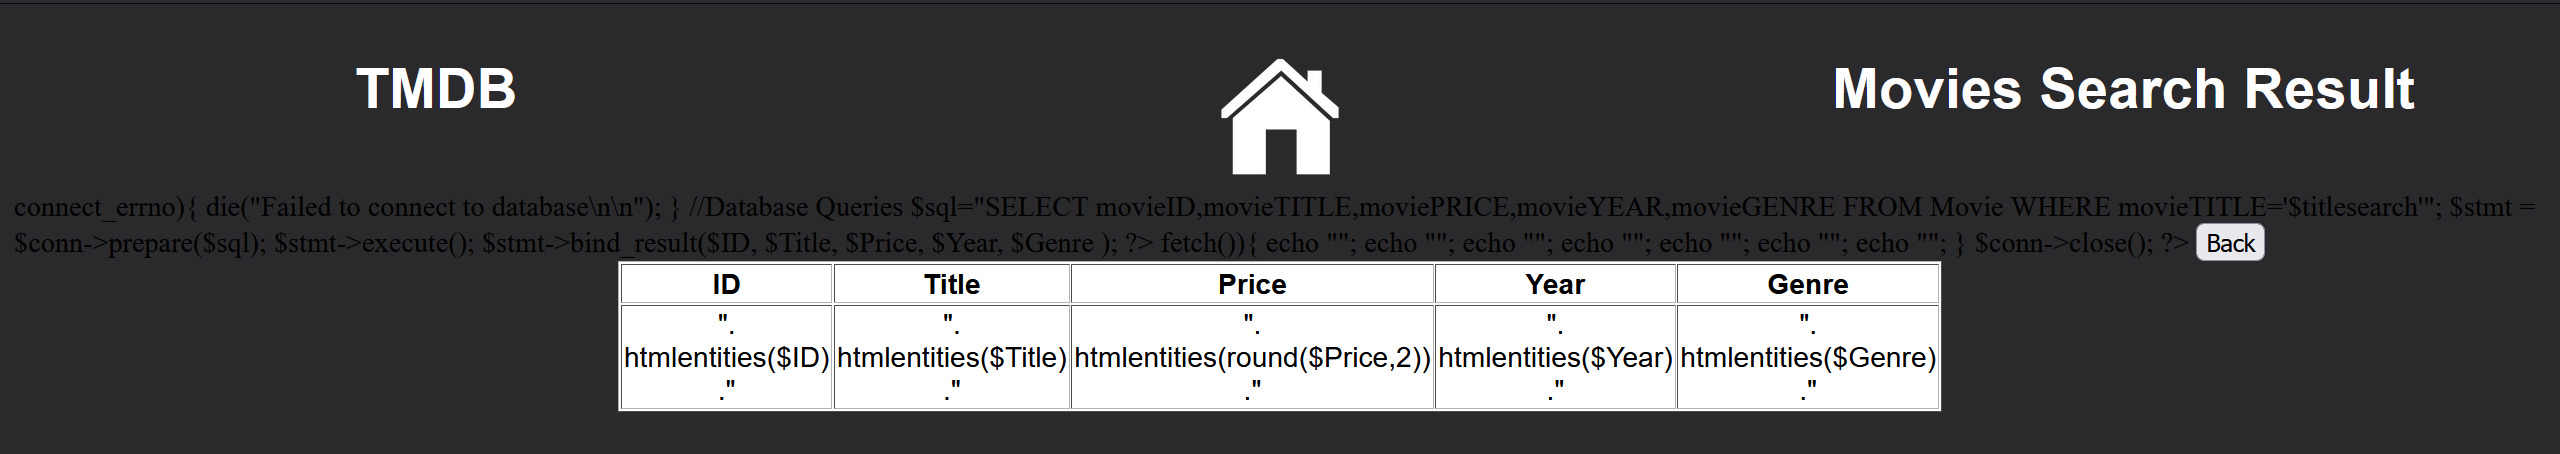 TMDB
Movies Search Result
connect_errno){ die("Failed to connect to database\n\n"); } //Database Queries $sql="SELECT movieID,movieTITLE,moviePRICE,movieYEAR,movieGENRE FROM Movie WHERE movieTITLE='$titlesearch'"; $stmt =
$conn->prepare($sql); $stmt->execute(); $stmt->bind_result($ID, $Title, $Price, $Year, $Genre ); ?> fetch()){ echo ""; echo ""; echo ""; echo ""; echo ""; echo ""; echo ""; } $conn->close(); ?> Back
ID Title Price Year Genre
". ". ". ". ".
htmlentities($ID) htmlentities($Title) htmlentities(round($Price,2)) htmlentities($Year) htmlentities($Genre)
." ." ." ." ."